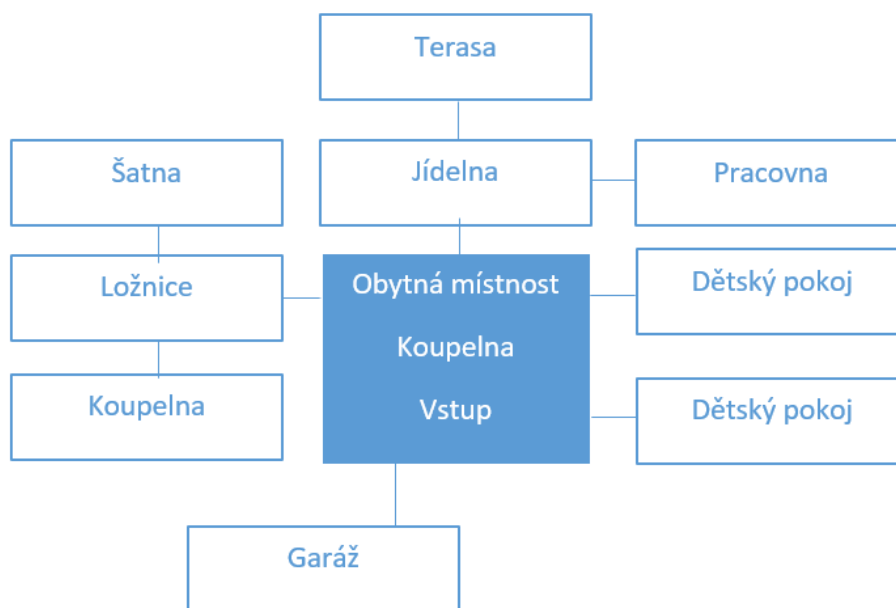 Terasa
Šatna
Jídelna
Pracovna
Ložnice
Obytná místnost
Dětský pokoj
Koupelna
Koupelna
Vstup
Dětský pokoj
Garáž